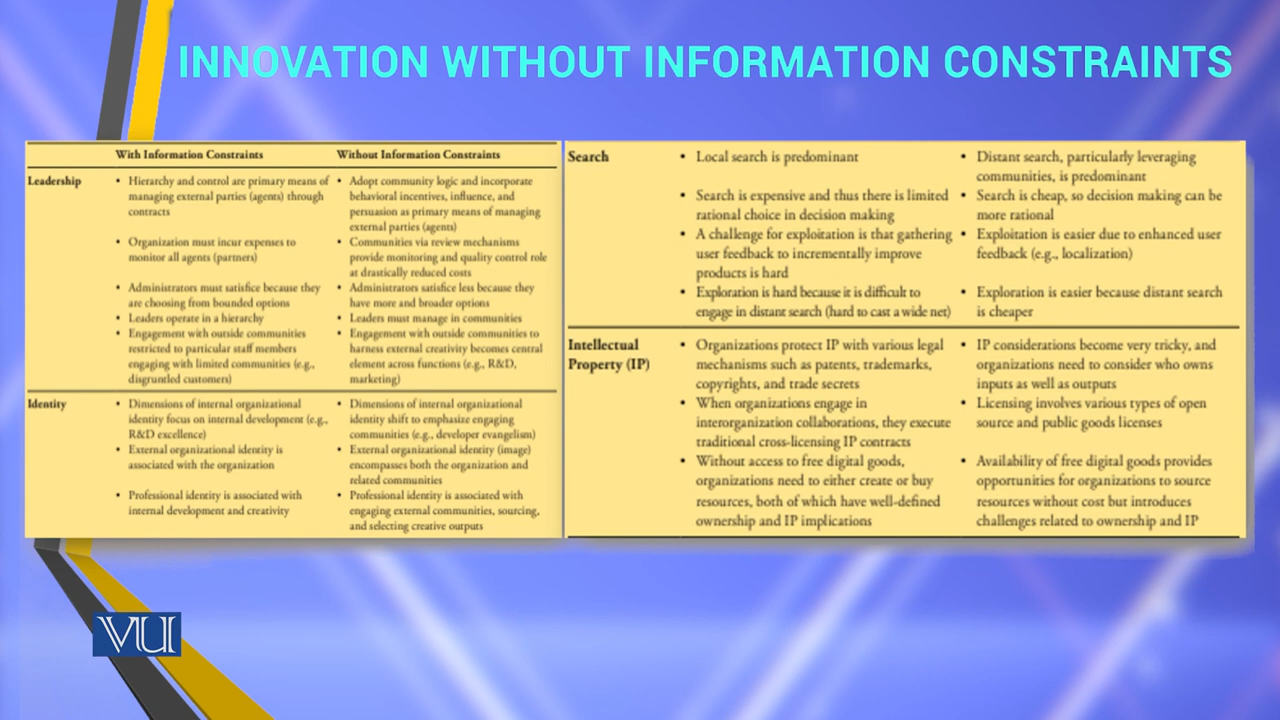 INNOVATION WITHOUT INFORMATION CONSTRAINTS
With Information Constraints
Without Information Constraints
Leadership
• Hierarchy and control are primary means of
managing external parties (agents) through
contracts
• Adopt community logic and incorporate
behavioral incentives, influence, and
persuasion as primary means of managing
external parties (agents)
• Organization must incur expenses to
monitor all agents (partners)
• Communities via review mechanisms
provide monitoring and quality control role
at drastically reduced costs
• Administrators must satisfice because they
are choosing from bounded options
• Administrators satisfice less because they
have more and broader options
• Leaders operate in a hierarchy
• Leaders must manage in communities
• Engagement with outside communities
restricted to particular staff members
engaging with limited communities (e.g.,
disgruntled customers)
• Engagement with outside communities to
harness external creativity becomes central
element across functions (e.g., R&D,
marketing)
Identity
• Dimensions of internal organizational
identity focus on internal development (e.g.,
R&D excellence)
• Dimensions of internal organizational
identity shift to emphasize engaging
communities (e.g., developer evangelism)
• External organizational identity is
associated with the organization
• External organizational identity (image)
encompasses both the organization and
related communities
• Professional identity is associated with
internal development and creativity
• Professional identity is associated with
engaging external communities, sourcing,
and selecting creative outputs
Search
• Local search is predominant
• Distant search, particularly leveraging
communities, is predominant
• Search is expensive and thus there is limited
rational choice in decision making
• Search is cheap, so decision making can be
more rational
• A challenge for exploitation is that gathering
user feedback to incrementally improve
products is hard
• Exploitation is easier due to enhanced user
feedback (e.g., localization)
• Exploration is hard because it is difficult to
engage in distant search (hard to cast a wide net)
• Exploration is easier because distant search
is cheaper
Intellectual
Property (IP)
• Organizations protect IP with various legal
mechanisms such as patents, trademarks,
copyrights, and trade secrets
• IP considerations become very tricky, and
organizations need to consider who owns
inputs as well as outputs
• When organizations engage in
interorganization collaborations, they execute
traditional cross-licensing IP contracts
• Licensing involves various types of open
source and public goods licenses
• Without access to free digital goods,
organizations need to either create or buy
resources, both of which have well-defined
ownership and IP implications
• Availability of free digital goods provides
opportunities for organizations to source
resources without cost but introduces
challenges related to ownership and IP
VU